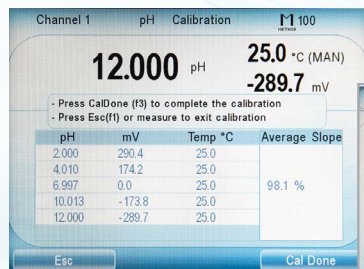 Channel 1 pH Calibration M 100
METHIS
12.000 pH 25.0 °C (MAN)
-289.7 mV
- Press CalDone (f3) to complete the calibration
- Press Esc(f1) or measure to exit calibration
pH mV Temp °C Average Slope
2.000 290.4 25.0
4.010 174.2 25.0
6.997 0.0 25.0 98.1 %
10.013 -173.8 25.0
12.000 -289.7 25.0
Esc Cal Done